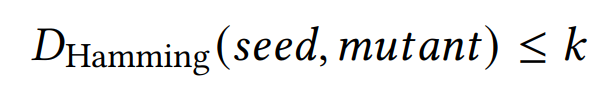 D_Hamming(seed, mutant) ≤ k